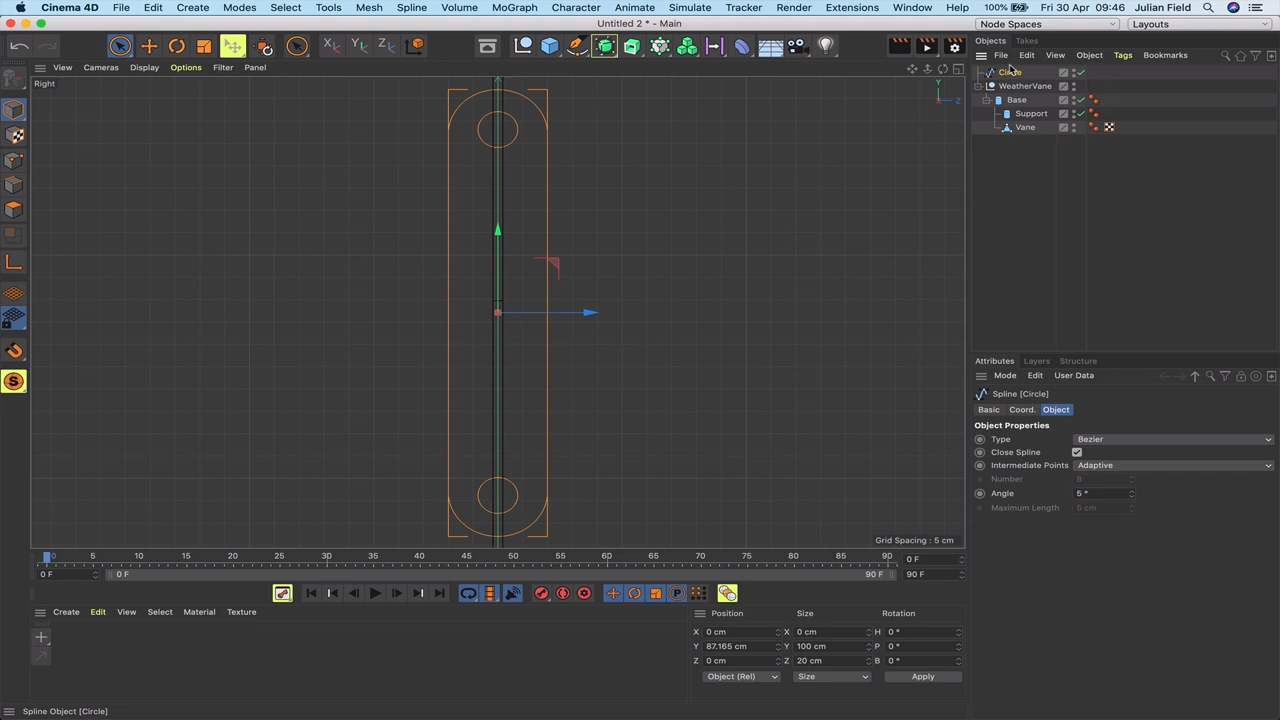 Cinema 4D File Edit Create Modes Select Tools Mesh Spline Volume MoGraph Character Animate Simulate Tracker Render Extensions Window Help 100% Fri 30 Apr 09:46 Julian Field
Untitled 2 * - Main
Node Spaces Layouts
Objects Takes
File Edit View Object Tags Bookmarks
View Cameras Display Options Filter Panel
Right
Y
Z
WeatherVane
Base
Support
Vane
Attributes Layers Structure
Mode Edit User Data
Spline [Circle]
Basic Coord. Object
Object Properties
Type Bezier
Close Spline
Intermediate Points Adaptive
Number 8
Angle 5 °
Maximum Length 5 cm
Grid Spacing : 5 cm
5 10 15 20 25 30 35 40 45 50 55 60 65 70 75 80 85 90
0 F
0 F 0 F 90 F 90 F
Create Edit View Select Material Texture
Position Size Rotation
X 0 cm X 0 cm H 0 °
Y 87.165 cm Y 100 cm P 0 °
Z 0 cm Z 20 cm B 0 °
Object (Rel) Size Apply
Spline Object [Circle]